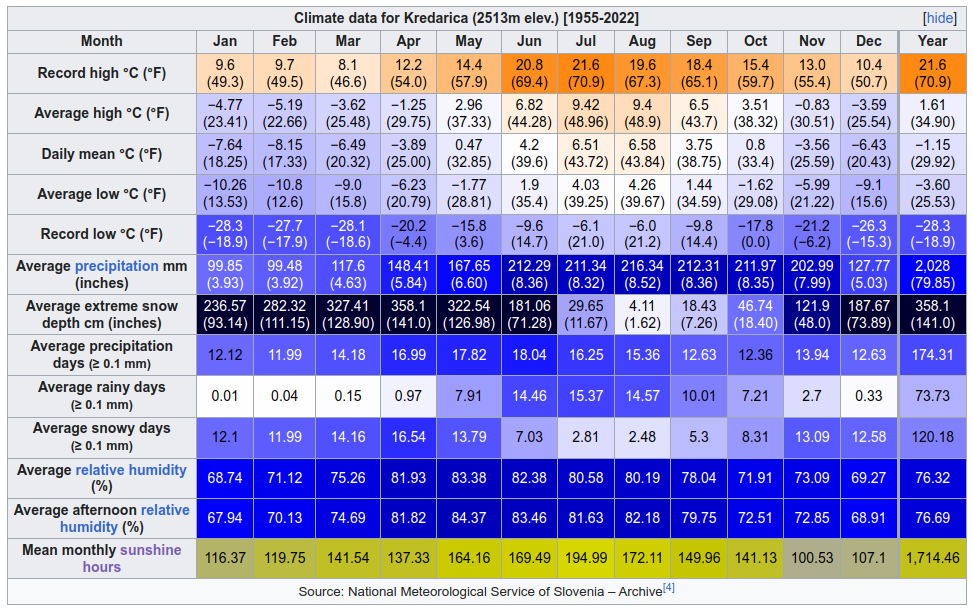 Climate data for Kredarica (2513m elev.) [1955-2022] [hide]
Month Jan Feb Mar Apr May Jun Jul Aug Sep Oct Nov Dec Year
Record high °C (°F) 9.6 (49.3) 9.7 (49.5) 8.1 (46.6) 12.2 (54.0) 14.4 (57.9) 20.8 (69.4) 21.6 (70.9) 19.6 (67.3) 18.4 (65.1) 15.4 (59.7) 13.0 (55.4) 10.4 (50.7) 21.6 (70.9)
Average high °C (°F) −4.77 (23.41) −5.19 (22.66) −3.62 (25.48) −1.25 (29.75) 2.96 (37.33) 6.82 (44.28) 9.42 (48.96) 9.4 (48.9) 6.5 (43.7) 3.51 (38.32) −0.83 (30.51) −3.59 (25.54) 1.61 (34.90)
Daily mean °C (°F) −7.64 (18.25) −8.15 (17.33) −6.49 (20.32) −3.89 (25.00) 0.47 (32.85) 4.2 (39.6) 6.51 (43.72) 6.58 (43.84) 3.75 (38.75) 0.8 (33.4) −3.56 (25.59) −6.43 (20.43) −1.15 (29.92)
Average low °C (°F) −10.26 (13.53) −10.8 (12.6) −9.0 (15.8) −6.23 (20.79) −1.77 (28.81) 1.9 (35.4) 4.03 (39.25) 4.26 (39.67) 1.44 (34.59) −1.62 (29.08) −5.99 (21.22) −9.1 (15.6) −3.60 (25.53)
Record low °C (°F) −28.3 (−18.9) −27.7 (−17.9) −28.1 (−18.6) −20.2 (−4.4) −15.8 (3.6) −9.6 (14.7) −6.1 (21.0) −6.0 (21.2) −9.8 (14.4) −17.8 (0.0) −21.2 (−6.2) −26.3 (−15.3) −28.3 (−18.9)
Average precipitation mm (inches) 99.85 (3.93) 99.48 (3.92) 117.6 (4.63) 148.41 (5.84) 167.65 (6.60) 212.29 (8.36) 211.34 (8.32) 216.34 (8.52) 212.31 (8.36) 211.97 (8.35) 202.99 (7.99) 127.77 (5.03) 2,028 (79.85)
Average extreme snow depth cm (inches) 236.57 (93.14) 282.32 (111.15) 327.41 (128.90) 358.1 (141.0) 322.54 (126.98) 181.06 (71.28) 29.65 (11.67) 4.11 (1.62) 18.43 (7.26) 46.74 (18.40) 121.9 (48.0) 187.67 (73.89) 358.1 (141.0)
Average precipitation days (≥ 0.1 mm) 12.12 11.99 14.18 16.99 17.82 18.04 16.25 15.36 12.63 12.36 13.94 12.63 174.31
Average rainy days (≥ 0.1 mm) 0.01 0.04 0.15 0.97 7.91 14.46 15.37 14.57 10.01 7.21 2.7 0.33 73.73
Average snowy days (≥ 0.1 mm) 12.1 11.99 14.16 16.54 13.79 7.03 2.81 2.48 5.3 8.31 13.09 12.58 120.18
Average relative humidity (%) 68.74 71.12 75.26 81.93 83.38 82.38 80.58 80.19 78.04 71.91 73.09 69.27 76.32
Average afternoon relative humidity (%) 67.94 70.13 74.69 81.82 84.37 83.46 81.63 82.18 79.75 72.51 72.85 68.91 76.69
Mean monthly sunshine hours 116.37 119.75 141.54 137.33 164.16 169.49 194.99 172.11 149.96 141.13 100.53 107.1 1,714.46
Source: National Meteorological Service of Slovenia – Archive[4]